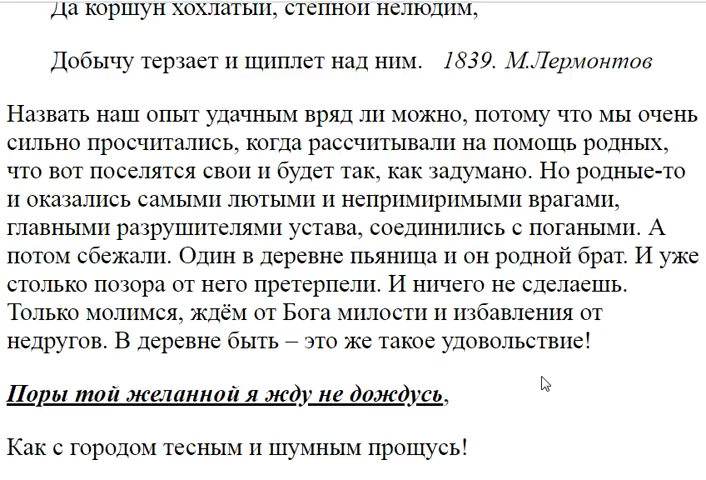 Да коршун хохлатый, степной нелюдим,
Добычу терзает и щиплет над ним. 1839. М.Лермонтов
Назвать наш опыт удачным вряд ли можно, потому что мы очень
сильно просчитались, когда рассчитывали на помощь родных,
что вот поселятся свои и будет так, как задумано. Но родные-то
и оказались самыми лютыми и непримиримыми врагами,
главными разрушителями устава, соединились с погаными. А
потом сбежали. Один в деревне пьяница и он родной брат. И уже
столько позора от него претерпели. И ничего не сделаешь.
Только молимся, ждём от Бога милости и избавления от
недругов. В деревне быть – это же такое удовольствие!
Поры той желанной я жду не дождусь,
Как с городом тесным и шумным прощусь!